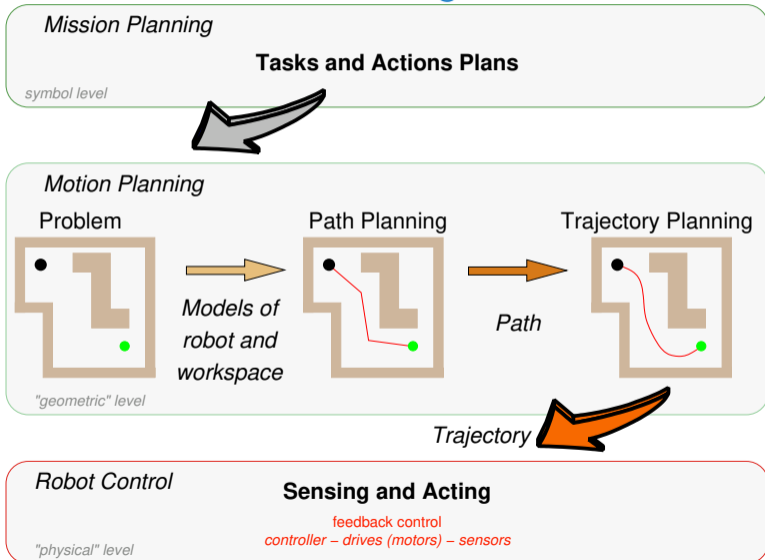 Mission Planning
Tasks and Actions Plans
symbol level
Motion Planning
Problem
Path Planning
Trajectory Planning
Models of
robot and
workspace
Path
"geometric" level
Trajectory
Robot Control
Sensing and Acting
feedback control
controller – drives (motors) – sensors
"physical" level